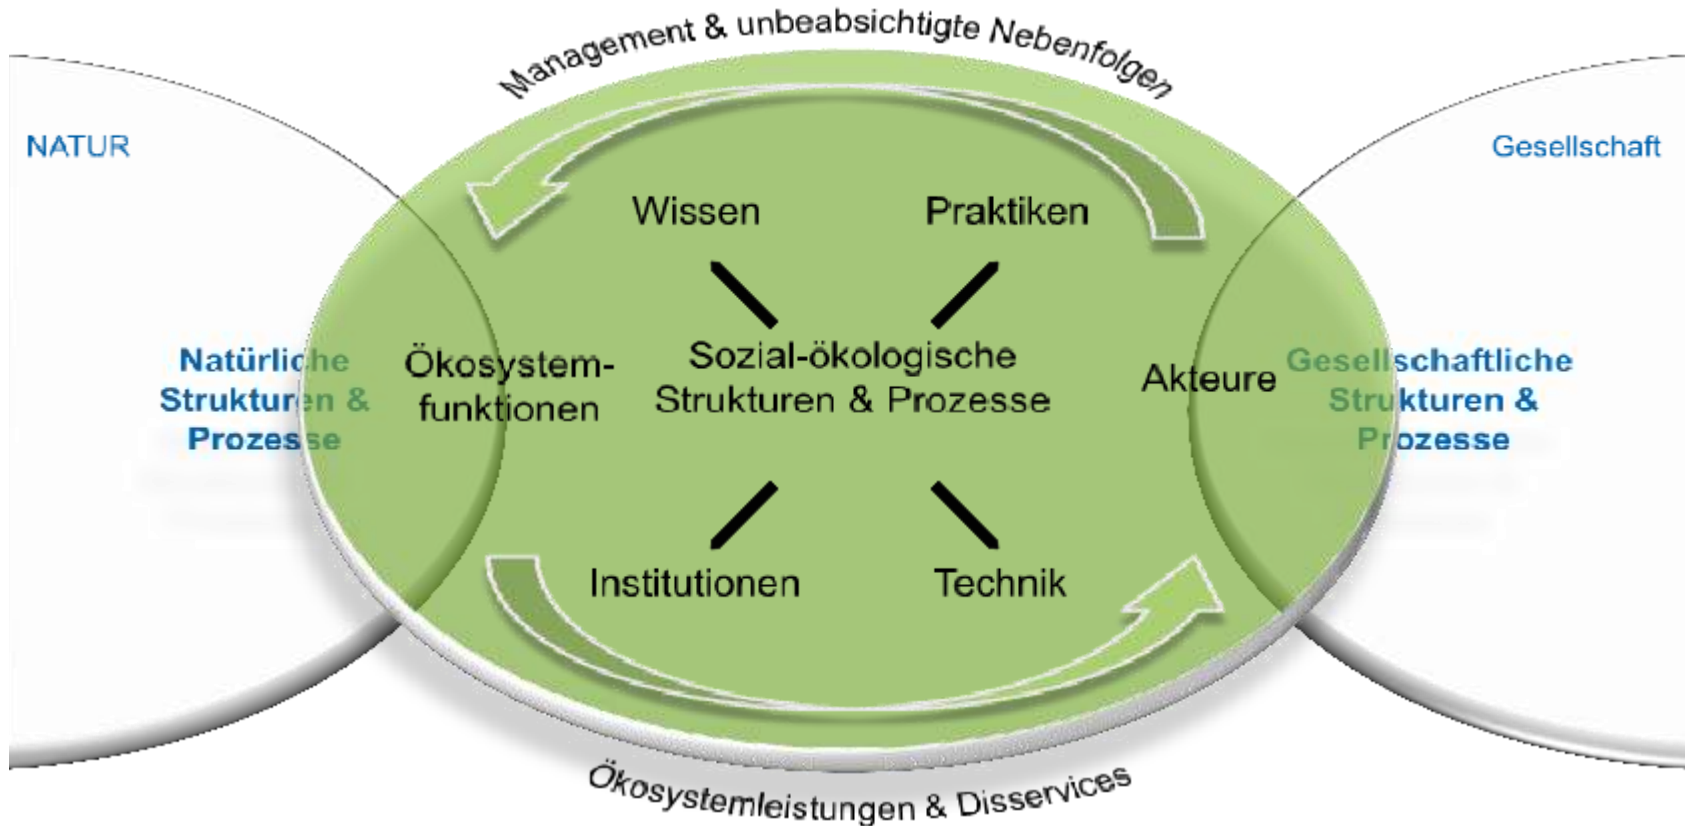 Management & unbeabsichtigte Nebenfolgen
NATUR
Gesellschaft
Wissen
Praktiken
Natürliche
Strukturen &
Prozesse
Ökosystem-
funktionen
Sozial-ökologische
Strukturen & Prozesse
Akteure
Gesellschaftliche
Strukturen &
Prozesse
Institutionen
Technik
Ökosystemleistungen & Disservices